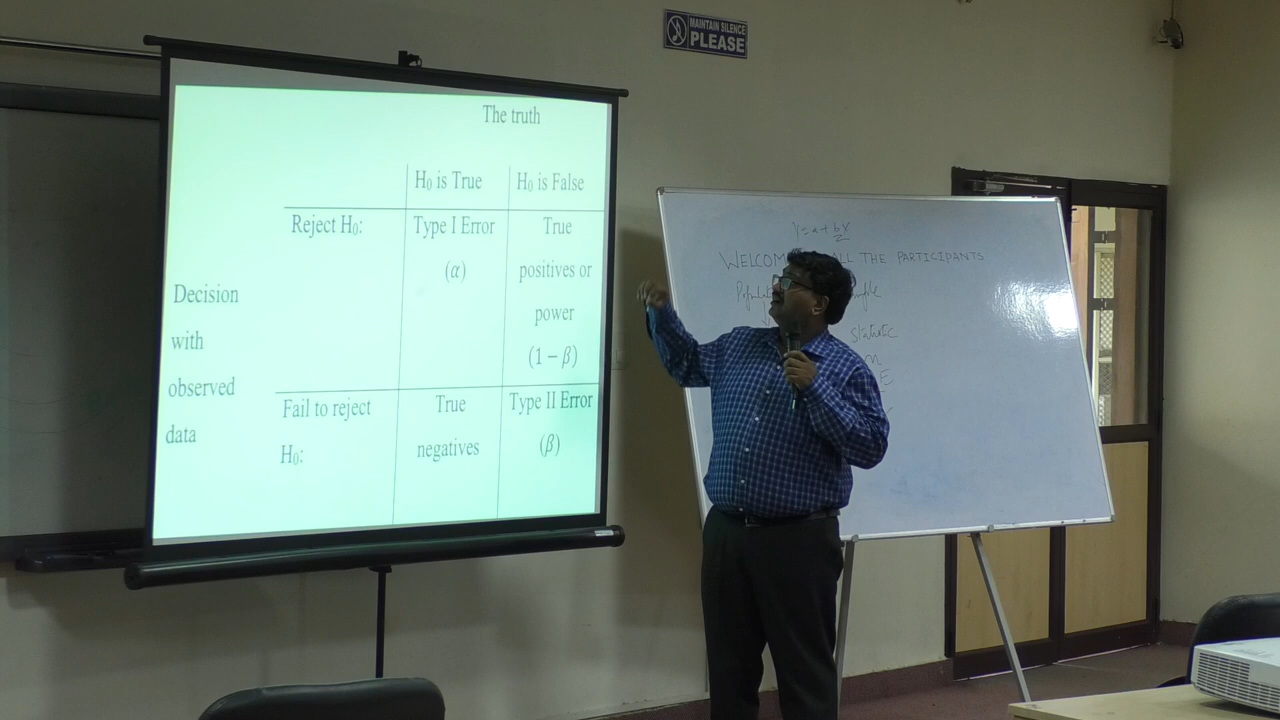 MAINTAIN SILENCE
PLEASE
The truth
H₀ is True H₀ is False
Reject H₀: Type I Error True
(α) positives or
power
(1 − β)
Decision
with
observed
data
Fail to reject True Type II Error
H₀: negatives (β)
Y = a + bx
WELCOM ALL THE PARTICIPANTS
statistic